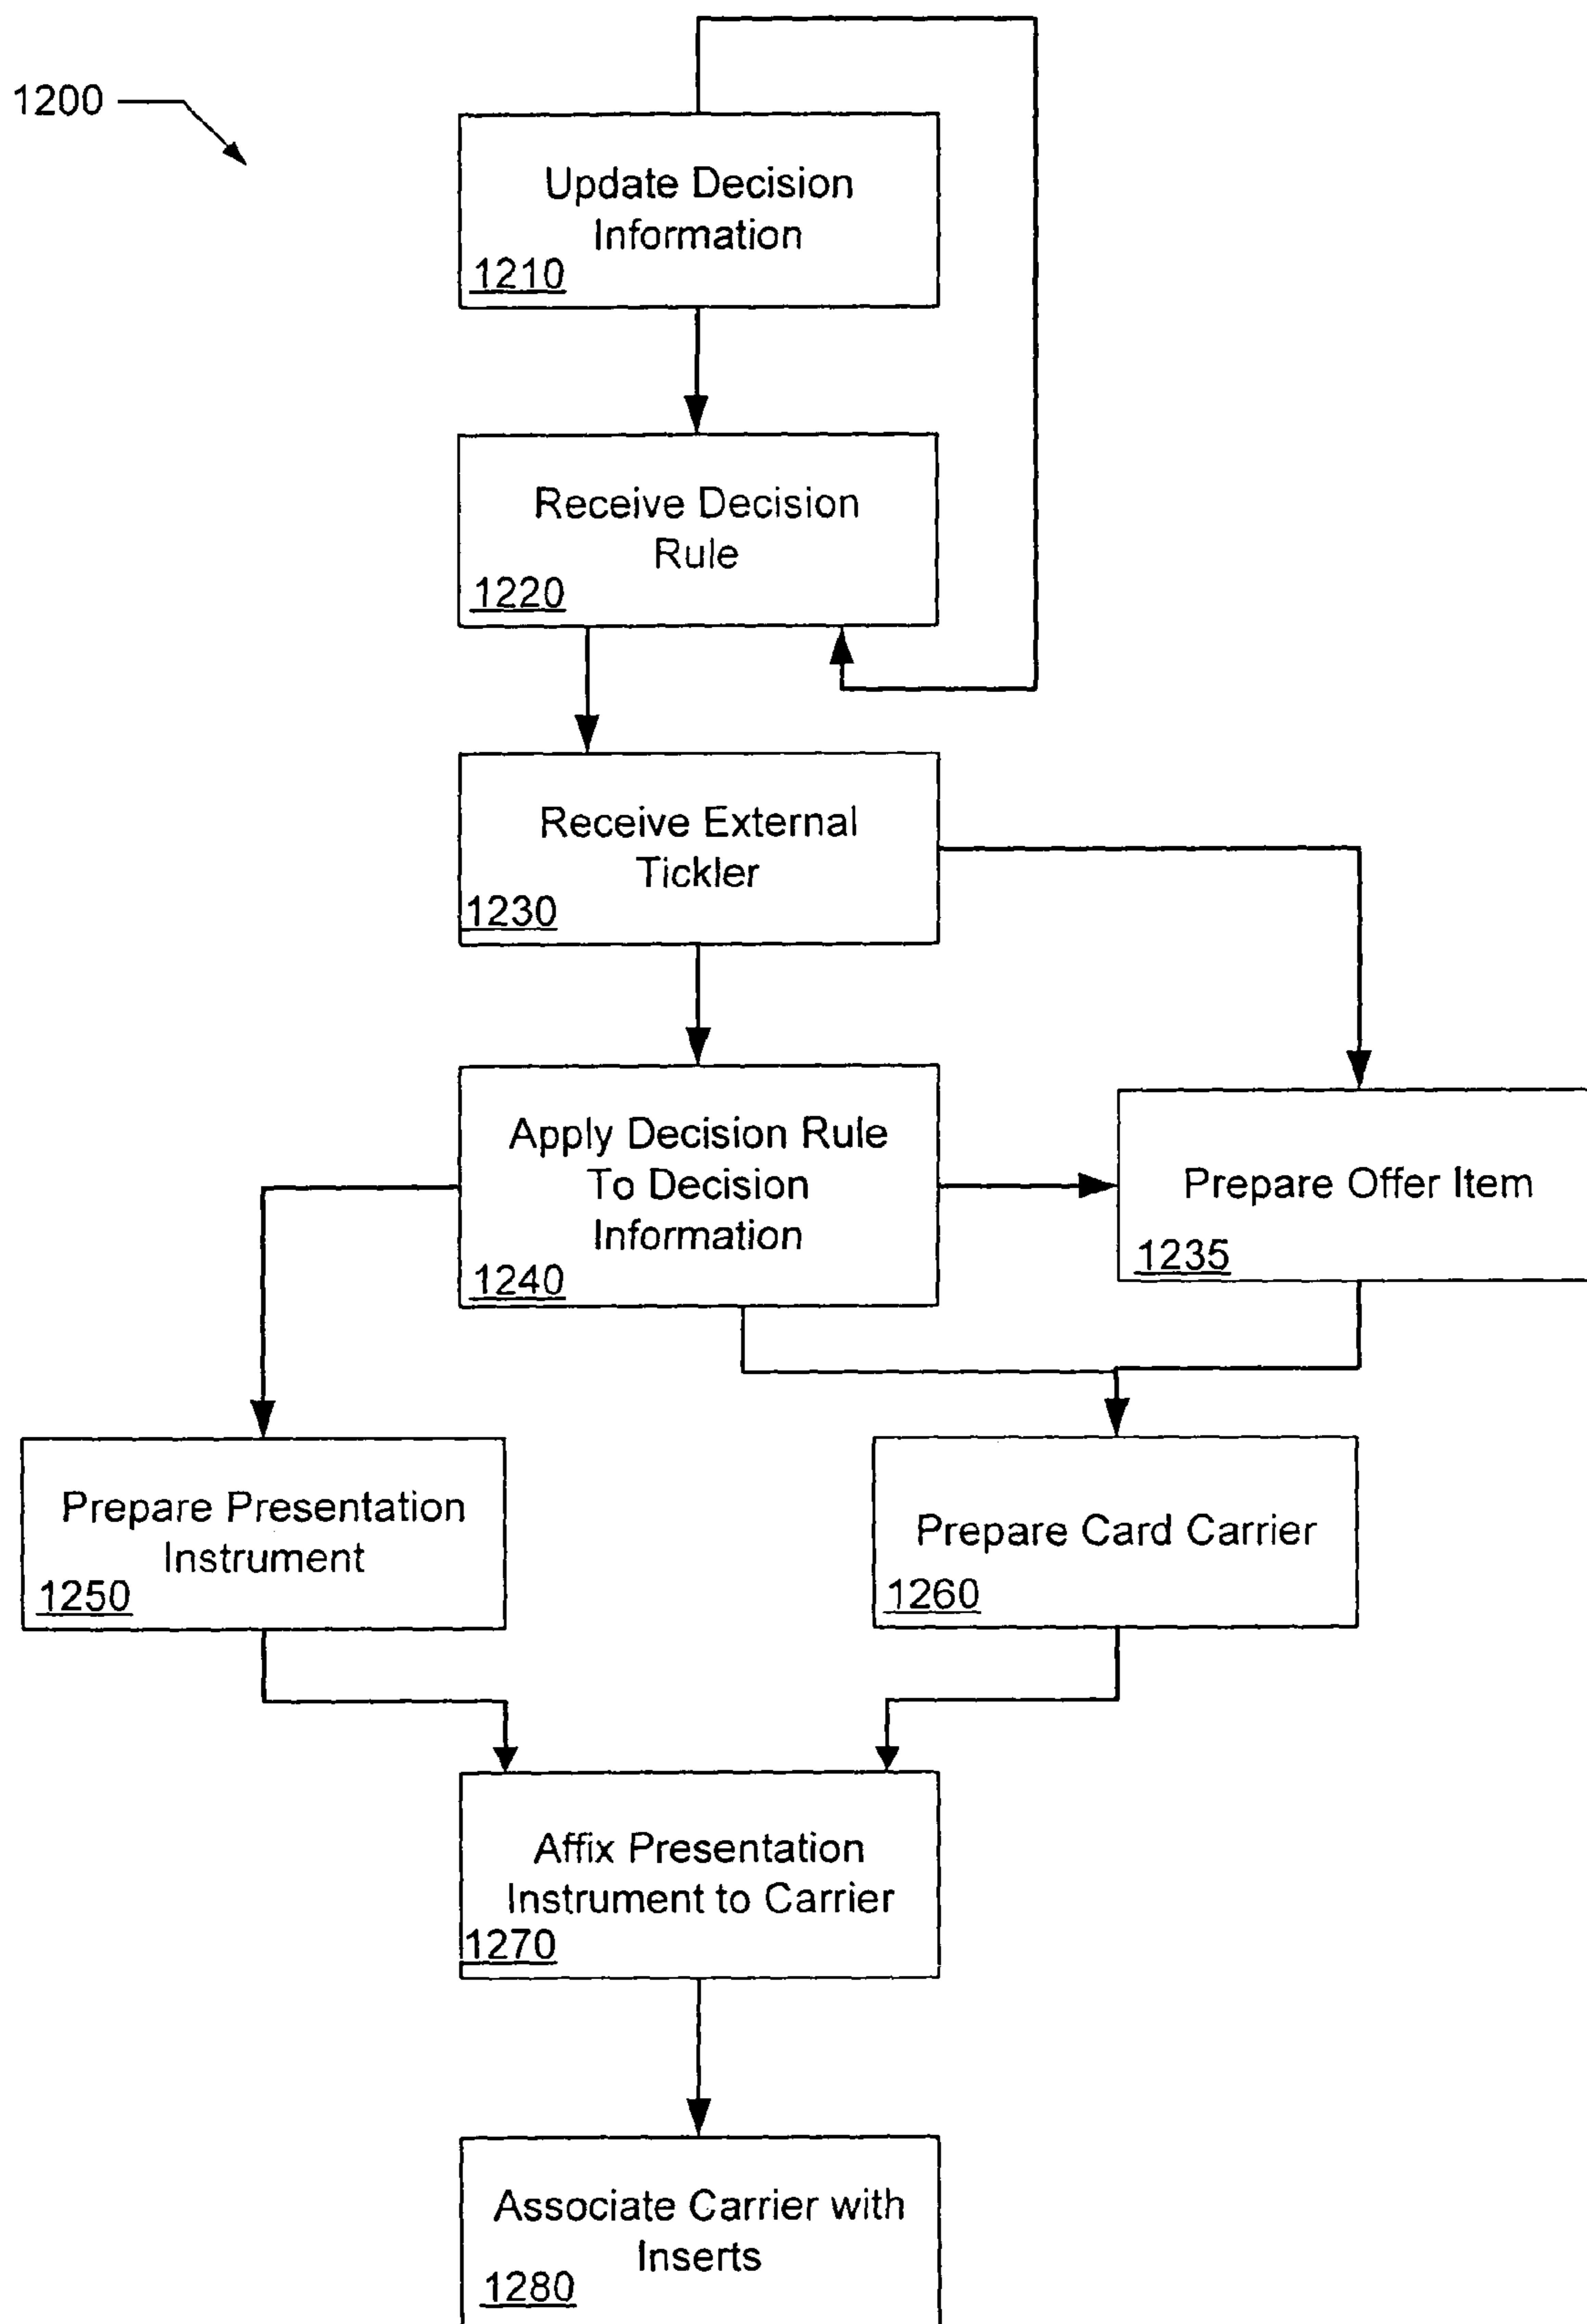 1200
Update Decision
Information
1210
Receive Decision
Rule
1220
Receive External
Tickler
1230
Apply Decision Rule
To Decision
Information
1240
Prepare Offer Item
1235
Prepare Presentation
Instrument
1250
Prepare Card Carrier
1260
Affix Presentation
Instrument to Carrier
1270
Associate Carrier with
Inserts
1280